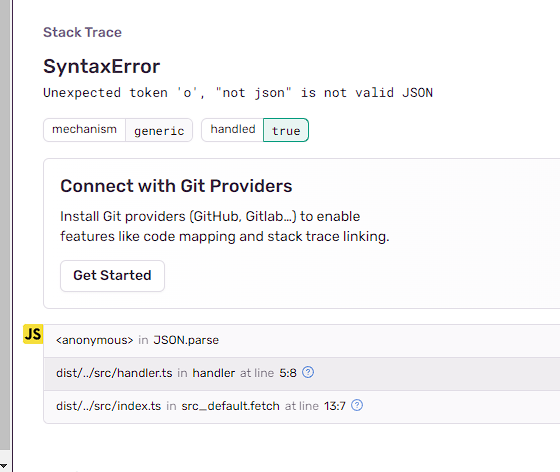 Stack Trace
SyntaxError
Unexpected token 'o', "not json" is not valid JSON
mechanism generic handled true
Connect with Git Providers
Install Git providers (GitHub, Gitlab…) to enable
features like code mapping and stack trace linking.
Get Started
JS
<anonymous> in JSON.parse
dist/../src/handler.ts in handler at line 5:8 ?
dist/../src/index.ts in src_default.fetch at line 13:7 ?